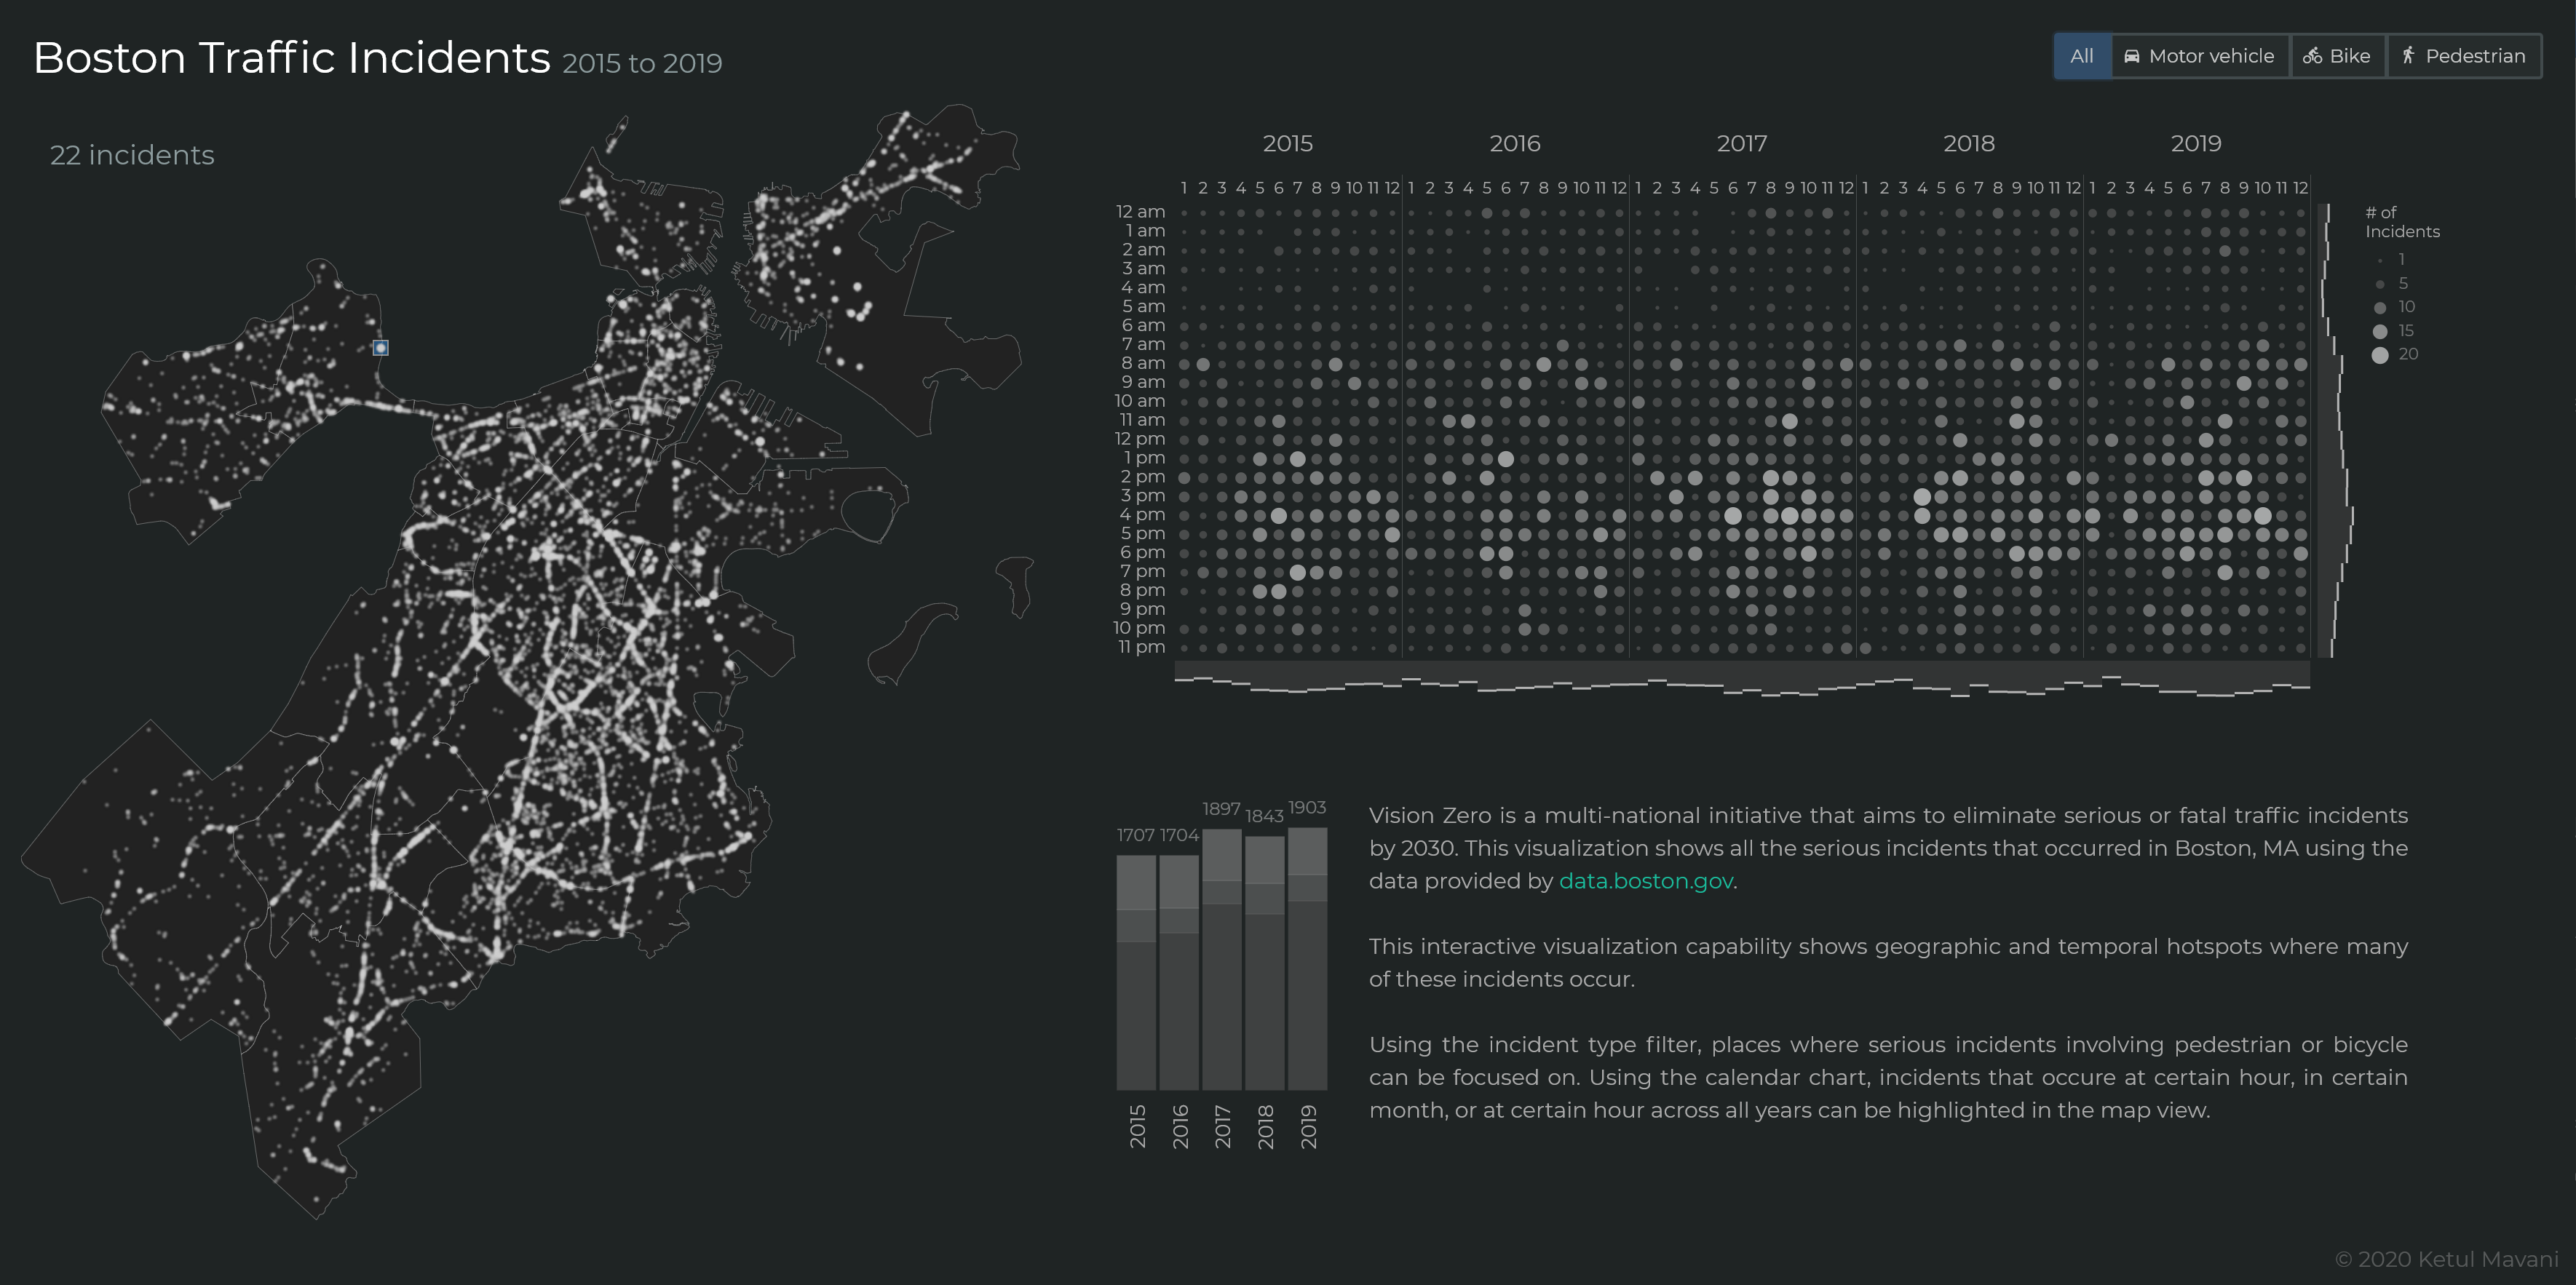 Boston Traffic Incidents 2015 to 2019
All Motor vehicle Bike Pedestrian
22 incidents
2015 2016 2017 2018 2019
1 2 3 4 5 6 7 8 9 10 11 12 1 2 3 4 5 6 7 8 9 10 11 12 1 2 3 4 5 6 7 8 9 10 11 12 1 2 3 4 5 6 7 8 9 10 11 12 1 2 3 4 5 6 7 8 9 10 11 12
12 am
1 am
2 am
3 am
4 am
5 am
6 am
7 am
8 am
9 am
10 am
11 am
12 pm
1 pm
2 pm
3 pm
4 pm
5 pm
6 pm
7 pm
8 pm
9 pm
10 pm
11 pm
# of
Incidents
1
5
10
15
20
1707 1704 1897 1843 1903
2015 2016 2017 2018 2019
Vision Zero is a multi-national initiative that aims to eliminate serious or fatal traffic incidents
by 2030. This visualization shows all the serious incidents that occurred in Boston, MA using the
data provided by data.boston.gov.
This interactive visualization capability shows geographic and temporal hotspots where many
of these incidents occur.
Using the incident type filter, places where serious incidents involving pedestrian or bicycle
can be focused on. Using the calendar chart, incidents that occure at certain hour, in certain
month, or at certain hour across all years can be highlighted in the map view.
© 2020 Ketul Mavani